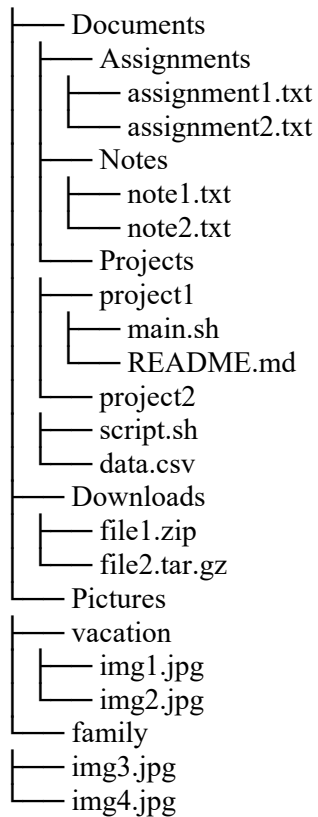 Documents
Assignments
assignment1.txt
assignment2.txt
Notes
note1.txt
note2.txt
Projects
project1
main.sh
README.md
project2
script.sh
data.csv
Downloads
file1.zip
file2.tar.gz
Pictures
vacation
img1.jpg
img2.jpg
family
img3.jpg
img4.jpg